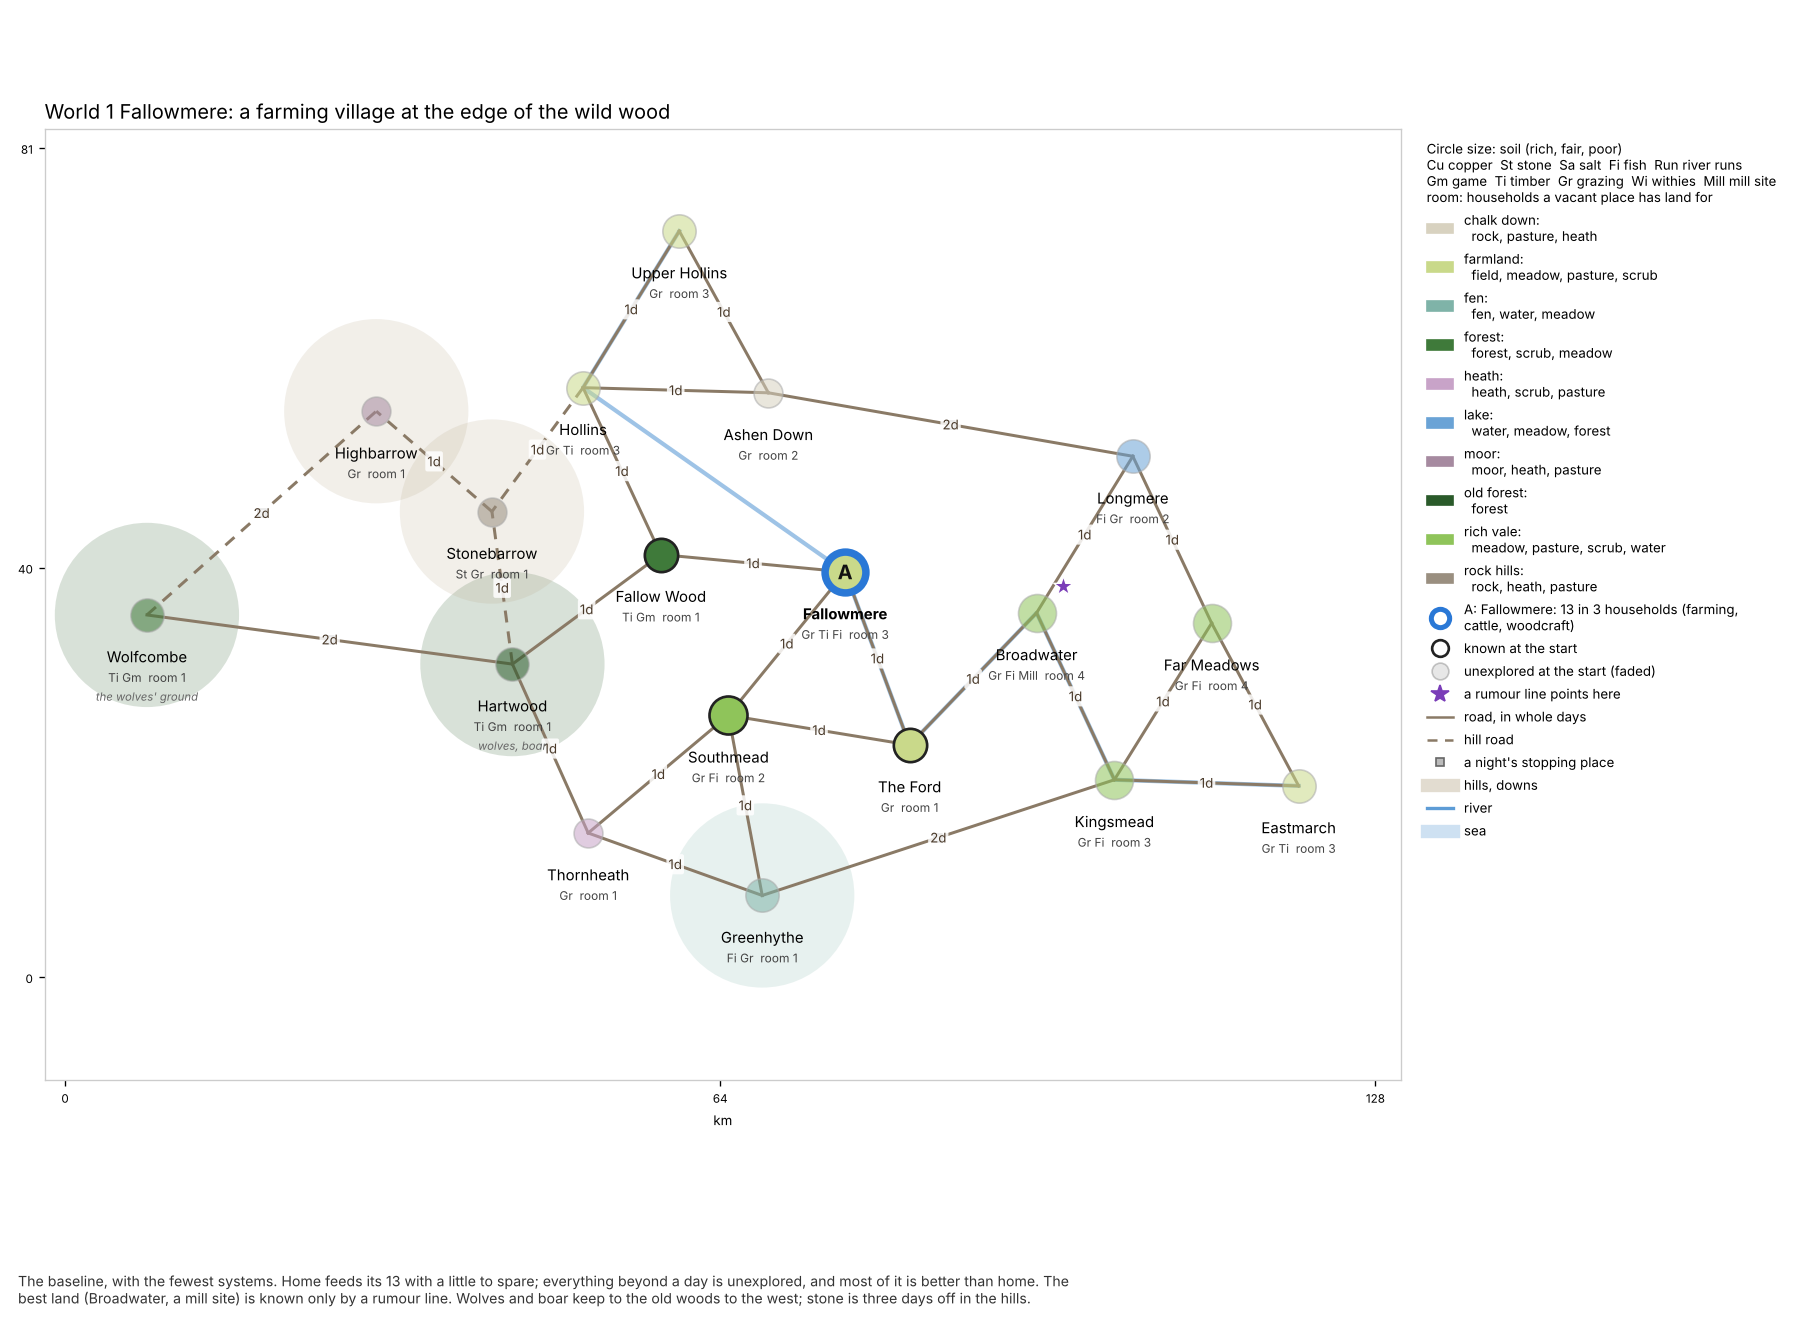 World 1 Fallowmere: a farming village at the edge of the wild wood
81
40
0
0
64
128
km
Upper Hollins
Gr room 3
1d
1d
Hollins
Gr Ti room 3
1d
Ashen Down
Gr room 2
2d
Highbarrow
Gr room 1
1d
1d
1d
2d
Longmere
Fi Gr room 2
1d
1d
Stonebarrow
St Gr room 1
1d
Fallow Wood
Ti Gm room 1
1d
1d
A
Fallowmere
Gr Ti Fi room 3
1d
1d
Wolfcombe
Ti Gm room 1
the wolves' ground
2d
Hartwood
Ti Gm room 1
wolves, boar
1d
Broadwater
Gr Fi Mill room 4
1d
1d
Far Meadows
Gr Fi room 4
1d
1d
Southmead
Gr Fi room 2
1d
1d
1d
The Ford
Gr room 1
Kingsmead
Gr Fi room 3
1d
2d
Eastmarch
Gr Ti room 3
Thornheath
Gr room 1
1d
Greenhythe
Fi Gr room 1
Circle size: soil (rich, fair, poor)
Cu copper St stone Sa salt Fi fish Run river runs
Gm game Ti timber Gr grazing Wi withies Mill mill site
room: households a vacant place has land for
chalk down:
rock, pasture, heath
farmland:
field, meadow, pasture, scrub
fen:
fen, water, meadow
forest:
forest, scrub, meadow
heath:
heath, scrub, pasture
lake:
water, meadow, forest
moor:
moor, heath, pasture
old forest:
forest
rich vale:
meadow, pasture, scrub, water
rock hills:
rock, heath, pasture
A: Fallowmere: 13 in 3 households (farming,
cattle, woodcraft)
known at the start
unexplored at the start (faded)
a rumour line points here
road, in whole days
hill road
a night's stopping place
hills, downs
river
sea
The baseline, with the fewest systems. Home feeds its 13 with a little to spare; everything beyond a day is unexplored, and most of it is better than home. The
best land (Broadwater, a mill site) is known only by a rumour line. Wolves and boar keep to the old woods to the west; stone is three days off in the hills.